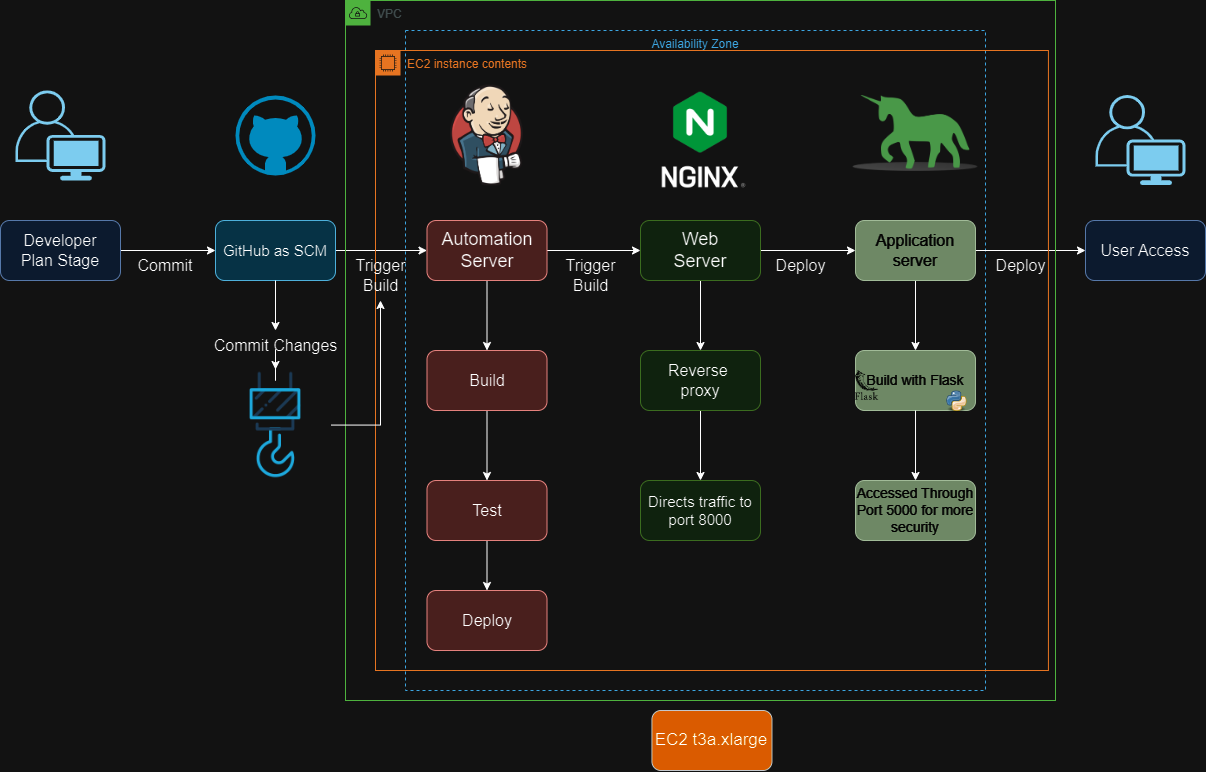 VPC
Availability Zone
EC2 instance contents
NGINX
Developer
Plan Stage
Commit
GitHub as SCM
Trigger
Build
Automation
Server
Trigger
Build
Web
Server
Deploy
Application
server
Deploy
User Access
Commit Changes
Build
Reverse
proxy
Build with Flask
Flask
Test
Directs traffic to
port 8000
Accessed Through
Port 5000 for more
security
Deploy
EC2 t3a.xlarge